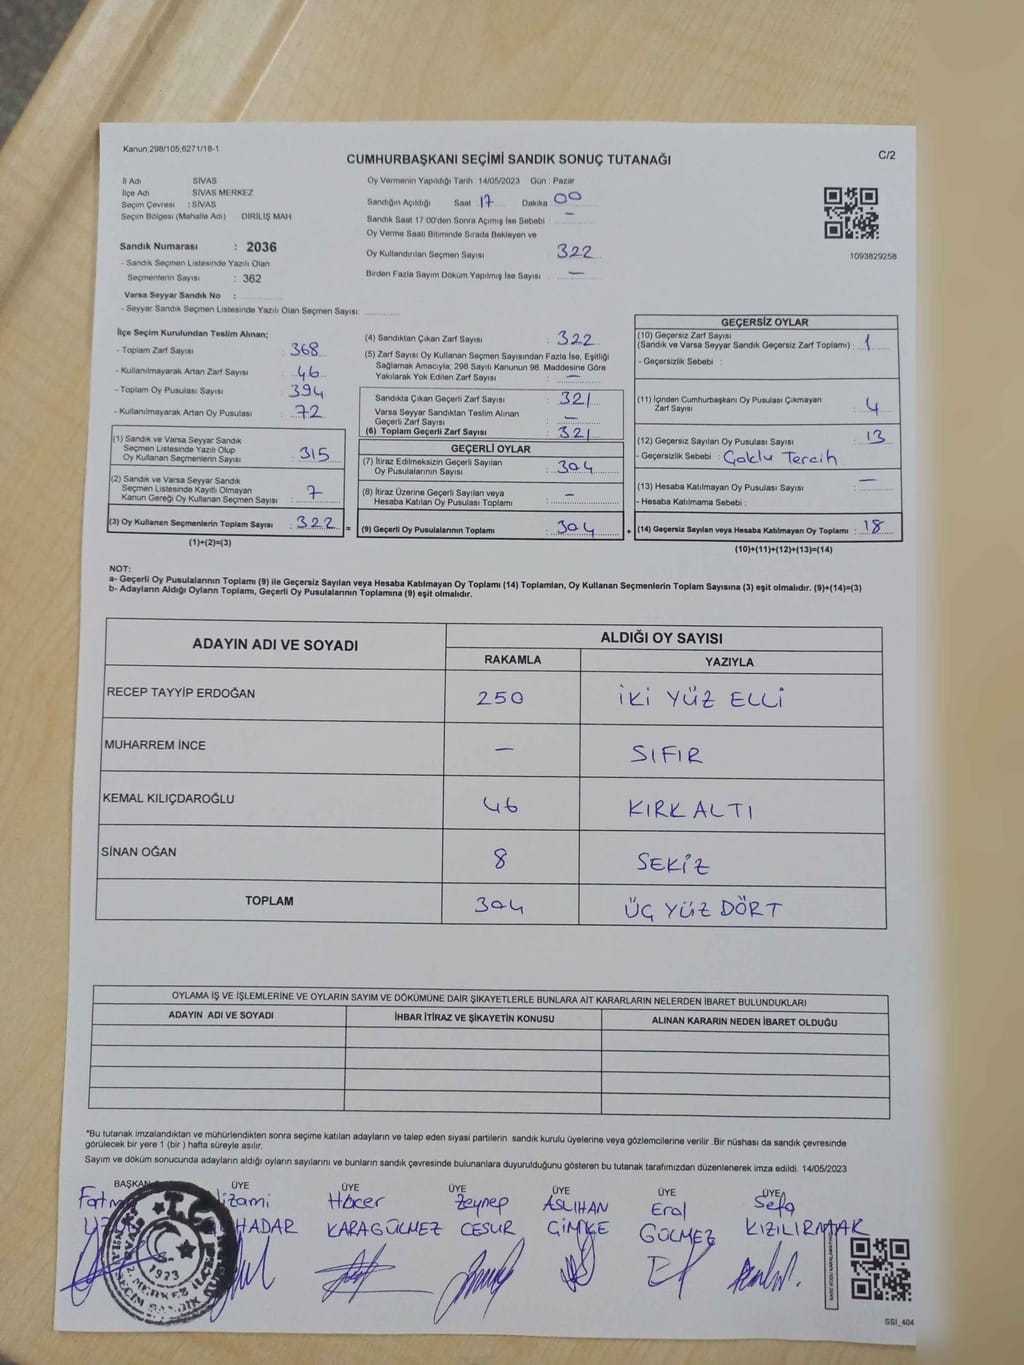 Kanun,298/105,6271/18-1
CUMHURBAŞKANI SEÇİMİ SANDIK SONUÇ TUTANAĞI
C/2
İl Adı SİVAS
İlçe Adı SİVAS MERKEZ
Seçim Çevresi : SİVAS
Seçim Bölgesi (Mahalle Adı) DİRİLİŞ MAH
Sandık Numarası : 2036
- Sandık Seçmen Listesinde Yazılı Olan
Seçmenlerin Sayısı : 362
Varsa Seyyar Sandık No :
- Seyyar Sandık Seçmen Listesinde Yazılı Olan Seçmen Sayısı:
Oy Vermenin Yapıldığı Tarih 14/05/2023 Gün : Pazar
Sandığın Açıldığı Saat 17 Dakika 00
Sandık Saat 17 00'den Sonra Açımış İse Sebebi : —
Oy Verme Saati Bitiminde Sırada Bekleyen ve
Oy Kullandırılan Seçmen Sayısı : 322
Birden Fazla Sayım Döküm Yapılmış İse Sayısı : —
1093829258
İlçe Seçim Kurulundan Teslim Alınan;
- Toplam Zarf Sayısı : 368
- Kullanılmayarak Artan Zarf Sayısı : 46
- Toplam Oy Pusulası Sayısı : 394
- Kullanılmayarak Artan Oy Pusulası : 72
(1) Sandık ve Varsa Seyyar Sandık
Seçmen Listesinde Yazılı Olup
Oy Kullanan Seçmenlerin Sayısı : 315
(2) Sandık ve Varsa Seyyar Sandık
Seçmen Listesinde Kayıtlı Olmayan
Kanun Gereği Oy Kullanan Seçmen Sayısı : 7
(3) Oy Kullanan Seçmenlerin Toplam Sayısı : 322 =
(1)+(2)=(3)
(4) Sandıktan Çıkan Zarf Sayısı : 322
(5) Zarf Sayısı Oy Kullanan Seçmen Sayısından Fazla İse, Eşitliği
Sağlamak Amacıyla; 298 Sayılı Kanunun 98. Maddesine Göre
Yakılarak Yok Edilen Zarf Sayısı : —
Sandıkta Çıkan Geçerli Zarf Sayısı : 321
Varsa Seyyar Sandıktan Teslim Alınan
Geçerli Zarf Sayısı : —
(6) Toplam Geçerli Zarf Sayısı : 321
GEÇERLİ OYLAR
(7) İtiraz Edilmeksizin Geçerli Sayılan
Oy Pusulalarının Sayısı : 304
(8) İtiraz Üzerine Geçerli Sayılan veya
Hesaba Katılan Oy Pusulası Toplamı : —
(9) Geçerli Oy Pusulalarının Toplamı : 304 +
GEÇERSİZ OYLAR
(10) Geçersiz Zarf Sayısı
(Sandık ve Varsa Seyyar Sandık Geçersiz Zarf Toplamı) : 1
- Geçersizlik Sebebi :
(11) İçinden Cumhurbaşkanı Oy Pusulası Çıkmayan
Zarf Sayısı : 4
(12) Geçersiz Sayılan Oy Pusulası Sayısı : 13
- Geçersizlik Sebebi : Çoklu Tercih
(13) Hesaba Katılmayan Oy Pusulası Sayısı : —
- Hesaba Katılmama Sebebi :
(14) Geçersiz Sayılan veya Hesaba Katılmayan Oy Toplamı : 18
(10)+(11)+(12)+(13)=(14)
NOT:
a- Geçerli Oy Pusulalarının Toplamı (9) ile Geçersiz Sayılan veya Hesaba Katılmayan Oy Toplamı (14) Toplamları, Oy Kullanan Seçmenlerin Toplam Sayısına (3) eşit olmalıdır. (9)+(14)=(3)
b- Adayların Aldığı Oyların Toplamı, Geçerli Oy Pusulalarının Toplamına (9) eşit olmalıdır.
ADAYIN ADI VE SOYADI ALDIĞI OY SAYISI
RAKAMLA YAZIYLA
RECEP TAYYİP ERDOĞAN 250 İKİ YÜZ ELLİ
MUHARREM İNCE — SIFIR
KEMAL KILIÇDAROĞLU 46 KIRK ALTI
SİNAN OĞAN 8 SEKİZ
TOPLAM 304 ÜÇ YÜZ DÖRT
OYLAMA İŞ VE İŞLEMLERİNE VE OYLARIN SAYIM VE DÖKÜMÜNE DAİR ŞİKAYETLERLE BUNLARA AİT KARARLARIN NELERDEN İBARET BULUNDUKLARI
ADAYIN ADI VE SOYADI İHBAR İTİRAZ VE ŞİKAYETİN KONUSU ALINAN KARARIN NEDEN İBARET OLDUĞU
*Bu tutanak imzalandıktan ve mühürlendikten sonra seçime katılan adayların ve talep eden siyasi partilerin sandık kurulu üyelerine veya gözlemcilerine verilir .Bir nüshası da sandık çevresinde
görülecek bir yere 1 (bir ) hafta süreyle asılır.
Sayım ve döküm sonucunda adayların aldığı oyların sayılarını ve bunların sandık çevresinde bulunanlara duyurulduğunu gösteren bu tutanak tarafımızdan düzenlenerek imza edildi. 14/05/2023
BAŞKAN ÜYE ÜYE ÜYE ÜYE ÜYE ÜYE
Hacer Zeynep ASLIHAN Eral Sefa
KARAGÜLMEZ CESUR GÜLMEZ KIZILIRMAK
T.C.
1923
SSI_404